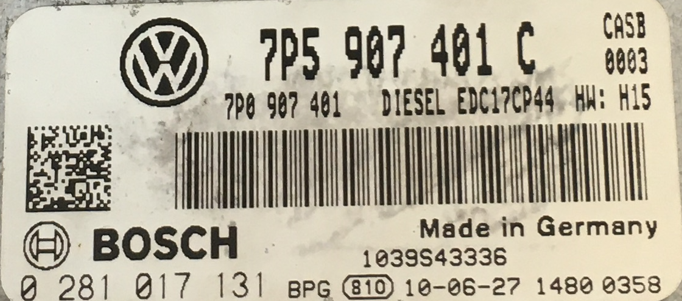 VW 7P5 907 401 C CASB
0003
7P0 907 401 DIESEL EDC17CP44 HW: H15
Made in Germany
BOSCH
1039S43336
0 281 017 131 BPG 810 10-06-27 1480 0358